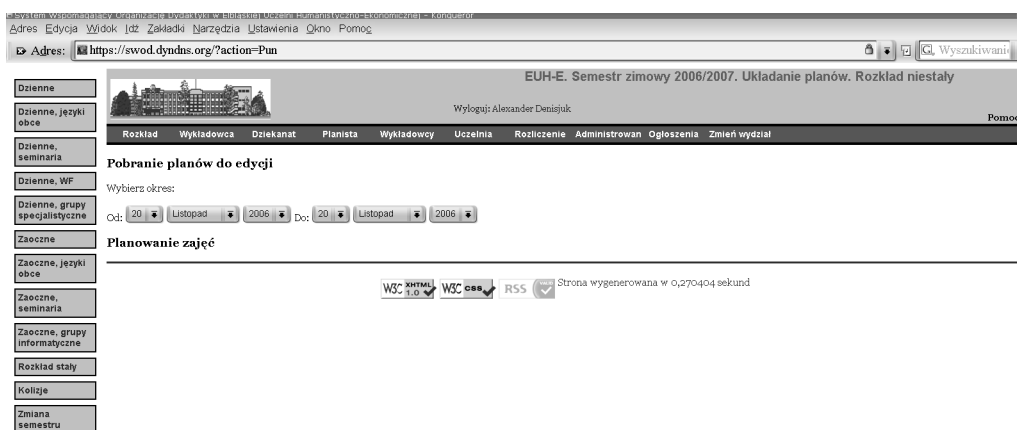 System Wspomagający Organizację Dydaktyki w Elbląskiej Uczelni Humanistyczno-Ekonomicznej - Konqueror
Adres Edycja Widok Idź Zakładki Narzędzia Ustawienia Okno Pomoc
Adres: https://swod.dyndns.org/?action=Pun
Wyszukiwani
EUH-E. Semestr zimowy 2006/2007. Układanie planów. Rozkład niestały
Wyloguj: Alexander Denisjuk
Pomoc
Rozkład Wykładowca Dziekanat Planista Wykładowcy Uczelnia Rozliczenie Administrowan Ogłoszenia Zmień wydział
Dzienne
Dzienne, języki
obce
Dzienne,
seminaria
Dzienne, WF
Dzienne, grupy
specjalistyczne
Zaoczne
Zaoczne, języki
obce
Zaoczne,
seminaria
Zaoczne, grupy
informatyczne
Rozkład stały
Kolizje
Zmiana
semestru
Pobranie planów do edycji
Wybierz okres:
Od: 20 Listopad 2006 Do: 20 Listopad 2006
Planowanie zajęć
W3C XHTML 1.0 W3C css RSS Strona wygenerowana w 0,270404 sekund